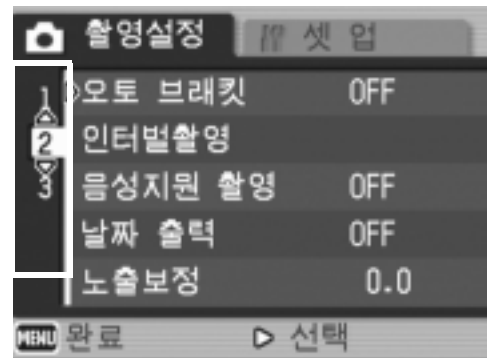 촬영설정 셋 업
1
오토 브래킷 OFF
2 인터벌촬영
3 음성지원 촬영 OFF
날짜 출력 OFF
노출보정 0.0
MENU 완료 선택